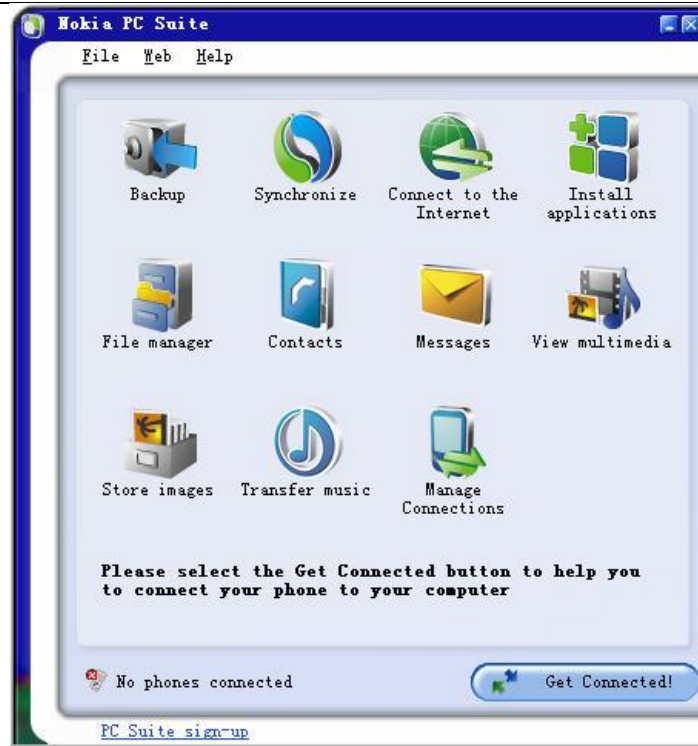 Nokia PC Suite
File Web Help
Backup
Synchronize
Connect to the
Internet
Install
applications
File manager
Contacts
Messages
View multimedia
Store images
Transfer music
Manage
Connections
Please select the Get Connected button to help you
to connect your phone to your computer
No phones connected
Get Connected!
PC Suite sign-up